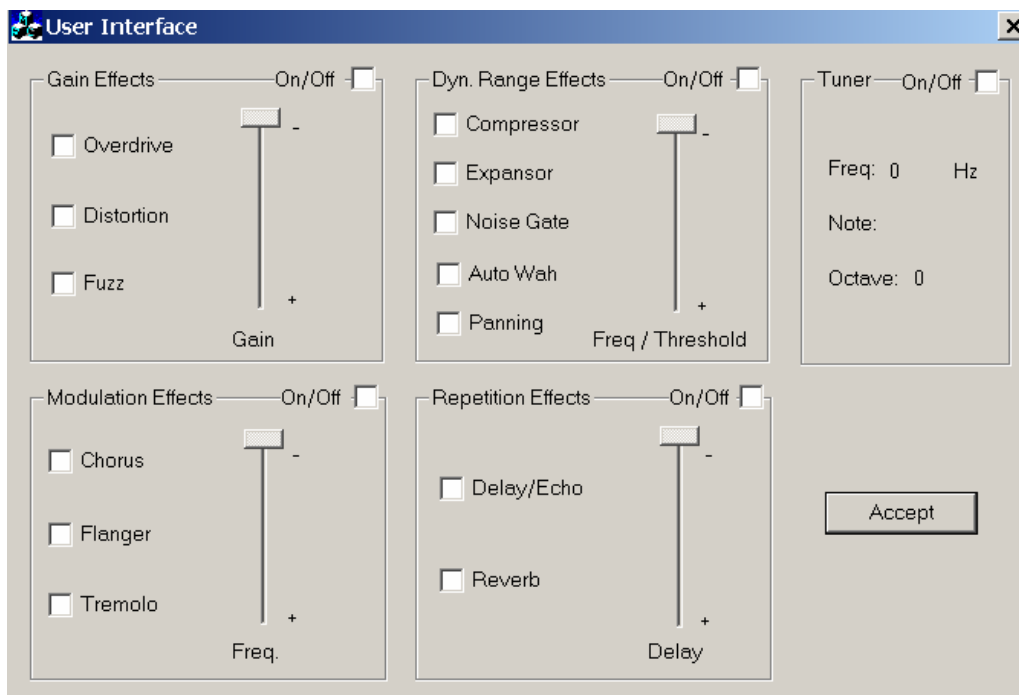 User Interface
Gain Effects On/Off
Overdrive
Distortion
Fuzz
-
+
Gain
Dyn. Range Effects On/Off
Compressor
Expansor
Noise Gate
Auto Wah
Panning
-
+
Freq / Threshold
Tuner On/Off
Freq: 0 Hz
Note:
Octave: 0
Modulation Effects On/Off
Chorus
Flanger
Tremolo
-
+
Freq.
Repetition Effects On/Off
Delay/Echo
Reverb
-
+
Delay
Accept